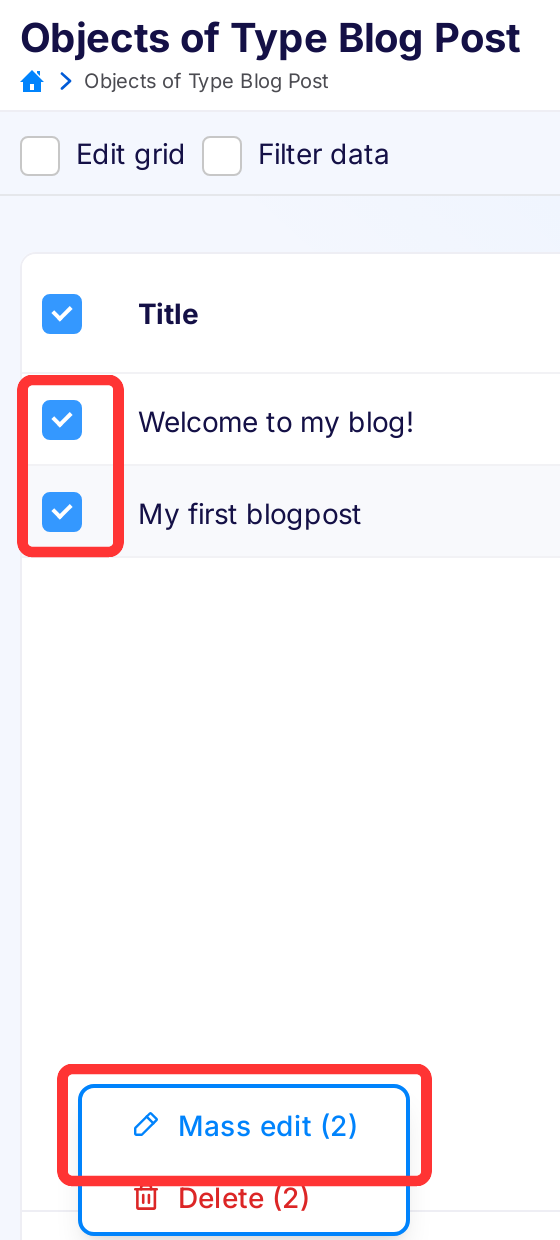 Objects of Type Blog Post
Objects of Type Blog Post
Edit grid Filter data
Title
Welcome to my blog!
My first blogpost
Mass edit (2)
Delete (2)